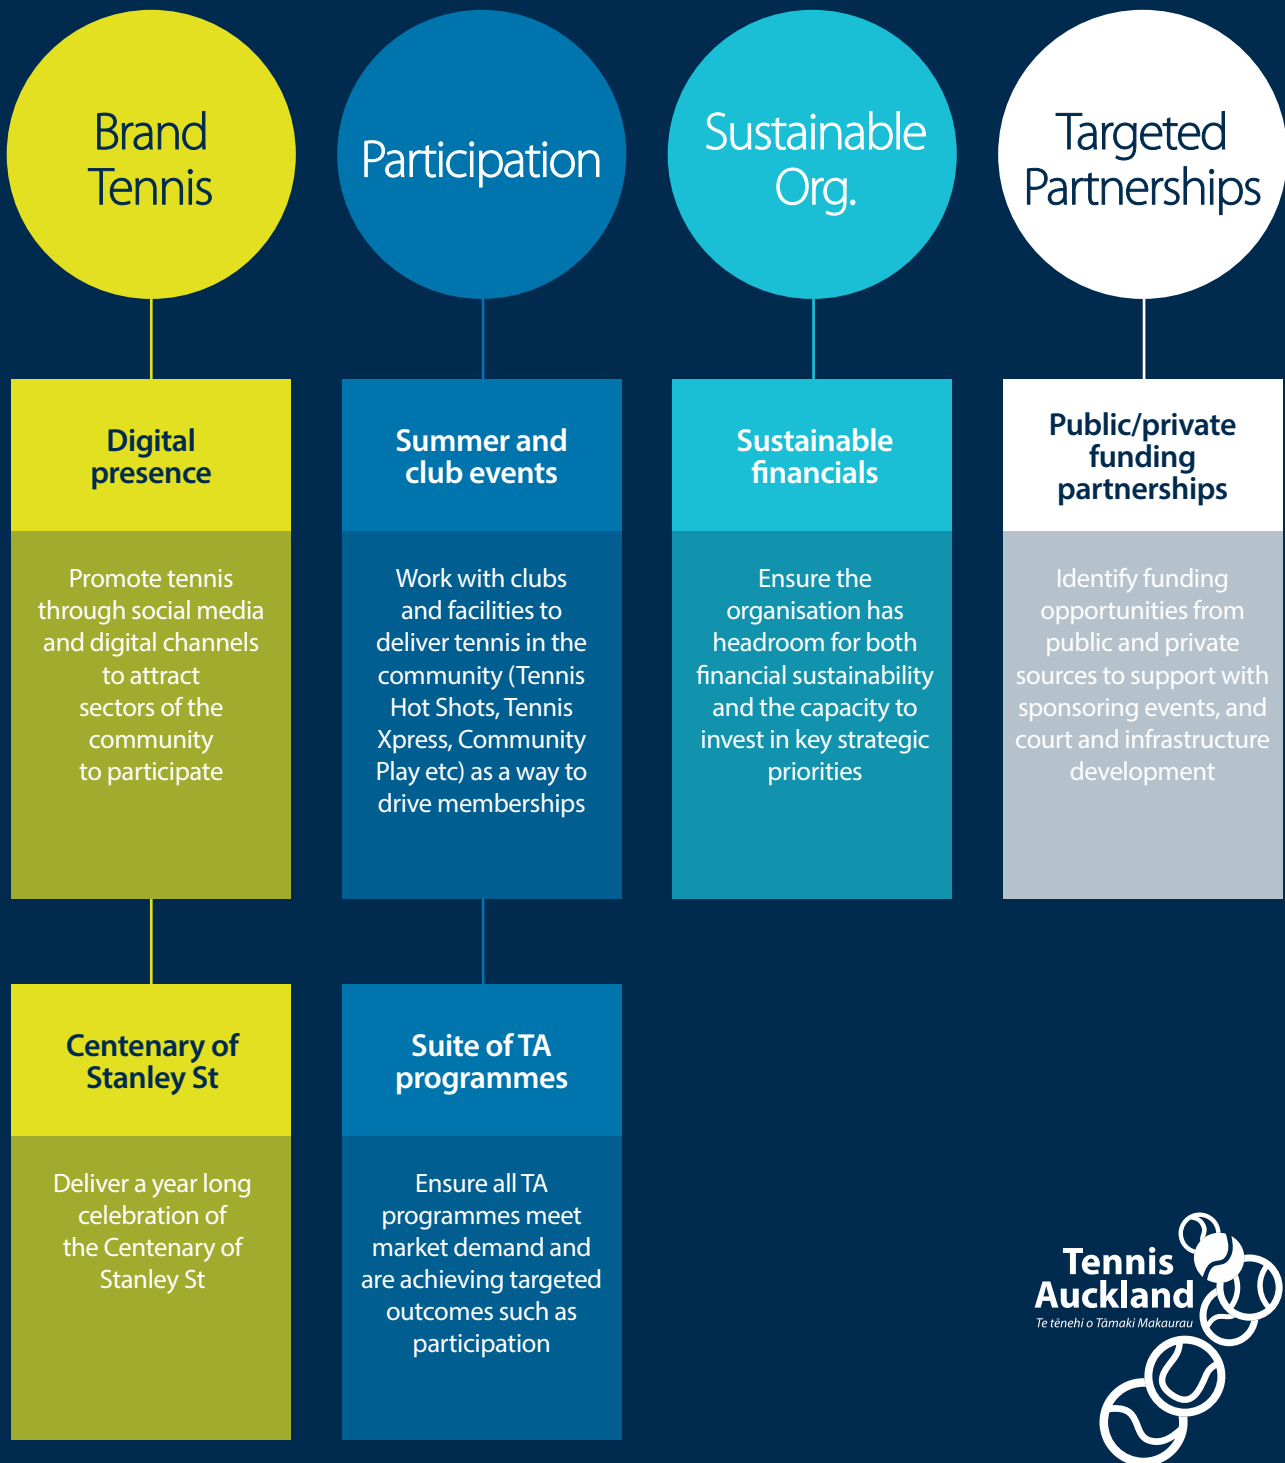 Brand
Tennis
Participation
Sustainable
Org.
Targeted
Partnerships
Digital
presence
Promote tennis
through social media
and digital channels
to attract
sectors of the
community
to participate
Summer and
club events
Work with clubs
and facilities to
deliver tennis in the
community (Tennis
Hot Shots, Tennis
Xpress, Community
Play etc) as a way to
drive memberships
Sustainable
financials
Ensure the
organisation has
headroom for both
financial sustainability
and the capacity to
invest in key strategic
priorities
Public/private
funding
partnerships
Identify funding
opportunities from
public and private
sources to support with
sponsoring events, and
court and infrastructure
development
Centenary of
Stanley St
Deliver a year long
celebration of
the Centenary of
Stanley St
Suite of TA
programmes
Ensure all TA
programmes meet
market demand and
are achieving targeted
outcomes such as
participation
Tennis
Auckland
Te tēnehi o Tāmaki Makaurau